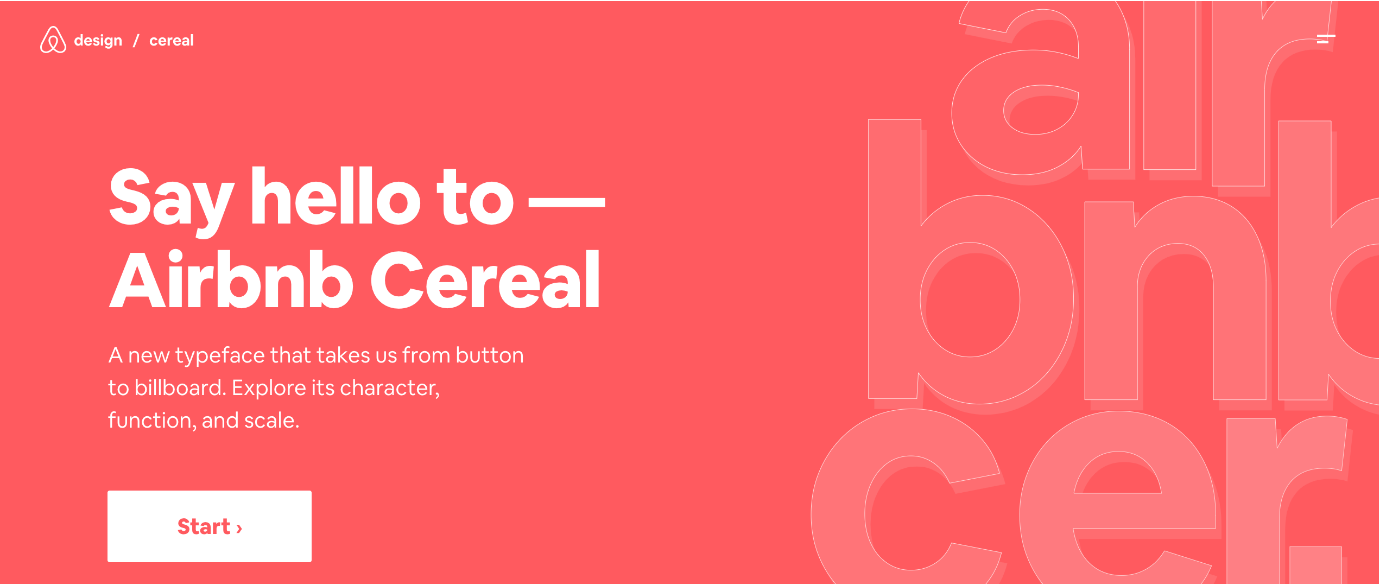 design / cereal
Say hello to —
Airbnb Cereal
A new typeface that takes us from button
to billboard. Explore its character,
function, and scale.
Start ›
air
bnb
cer